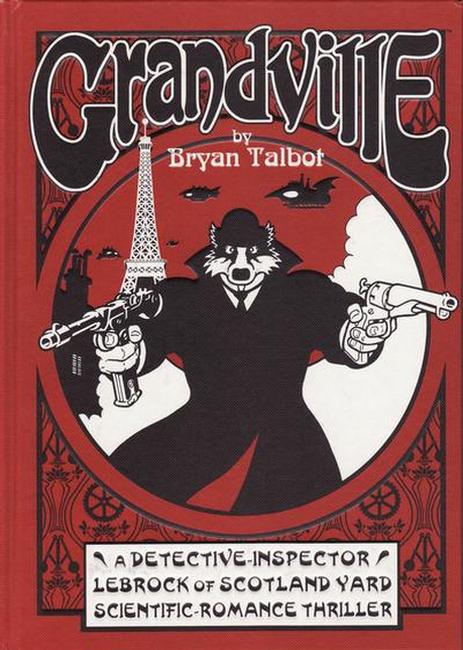 Grandville
by
Bryan Talbot
A DETECTIVE-INSPECTOR
LEBROCK OF SCOTLAND YARD
SCIENTIFIC-ROMANCE THRILLER